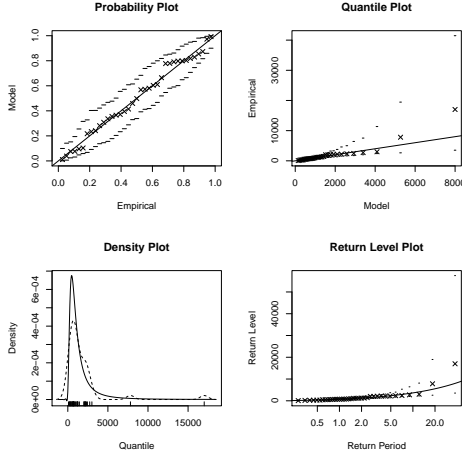 Probability Plot
Model
0.0 0.2 0.4 0.6 0.8 1.0
0.0 0.2 0.4 0.6 0.8 1.0
Empirical
Quantile Plot
Empirical
0 10000 40000
0 2000 4000 6000 8000
Model
Density Plot
Density
0e+00 2e-04 4e-04 6e-04
0 5000 10000 15000
Quantile
Return Level Plot
Return Level
0 20000 50000
0.5 1.0 2.0 5.0 20.0
Return Period